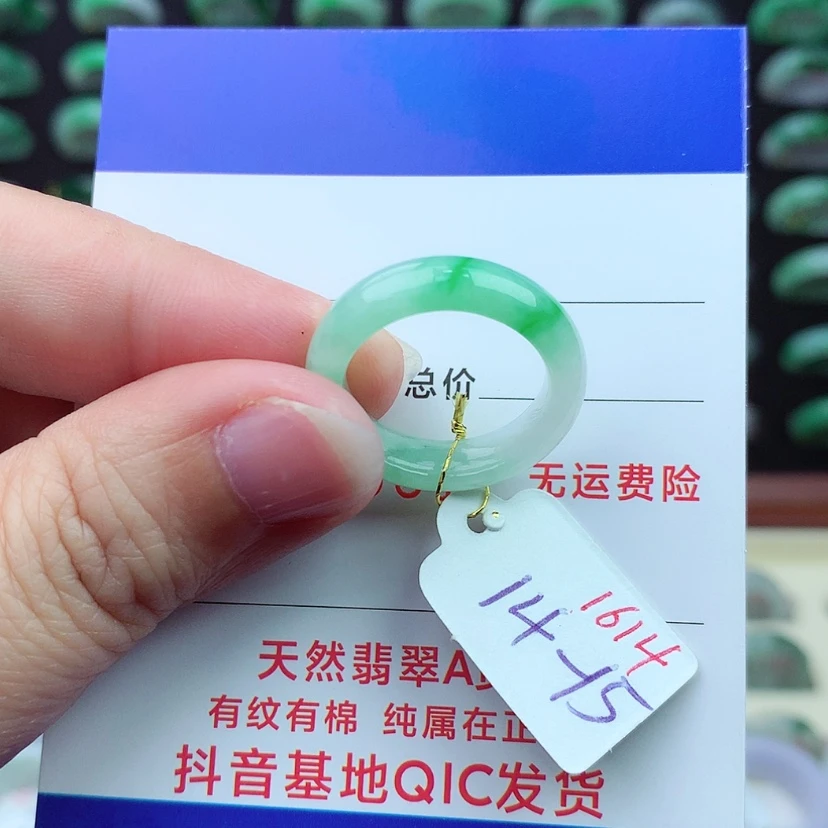 总价
无运费险
1614
14-45
天然翡翠A
有纹有棉 纯属在正
抖音基地QIC发货